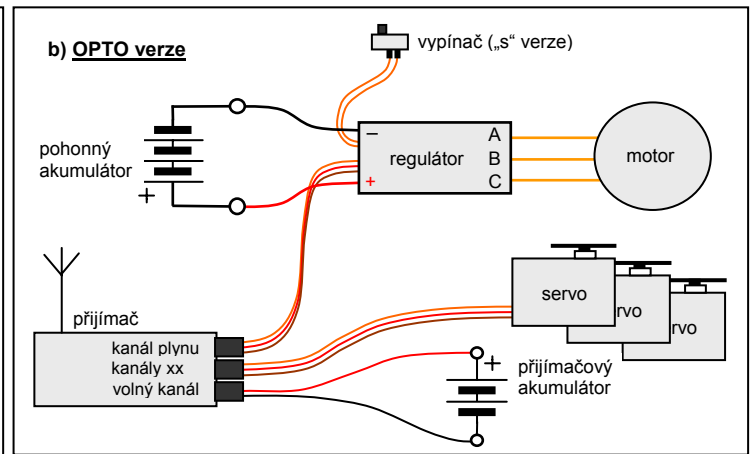 b) OPTO verze
vypínač („s“ verze)
pohonný
akumulátor
+
–
+
regulátor
A
B
C
motor
přijímač
kanál plynu
kanály xx
volný kanál
servo
rvo
rvo
+
přijímačový
akumulátor